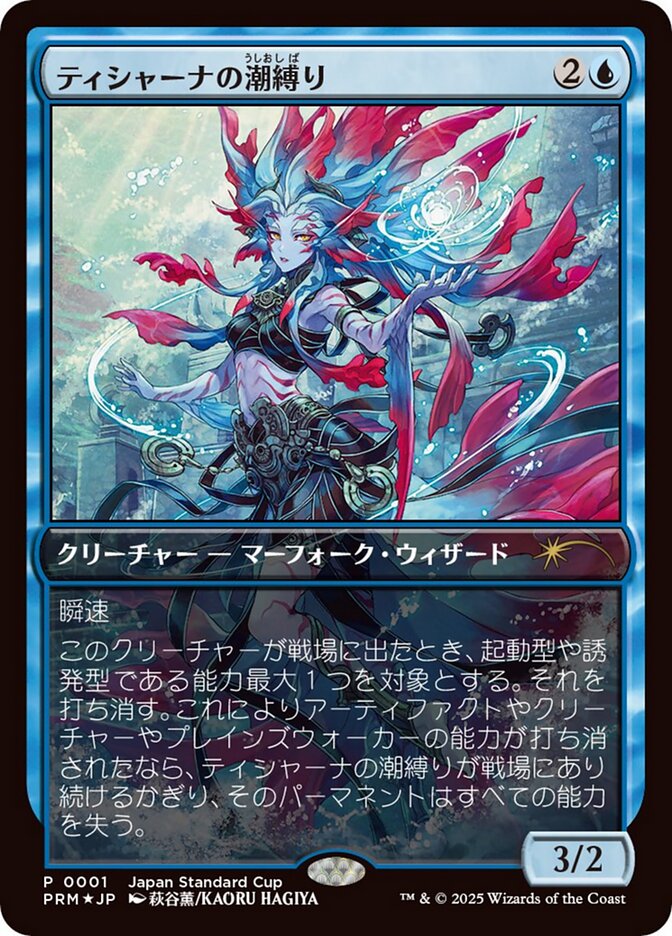 ティシャーナの潮縛り
うしおしば
2
クリーチャー — マーフォーク・ウィザード
瞬速
このクリーチャーが戦場に出たとき、起動型や誘
発型である能力最大1つを対象とする。それを
打ち消す。これによりアーティファクトやクリー
チャーやプレインズウォーカーの能力が打ち消
されたなら、ティシャーナの潮縛りが戦場にあり
続けるかぎり、そのパーマネントはすべての能力
を失う。
3/2
P 0001 Japan Standard Cup
PRM★JP 萩谷薫/KAORU HAGIYA
™ & © 2025 Wizards of the Coast